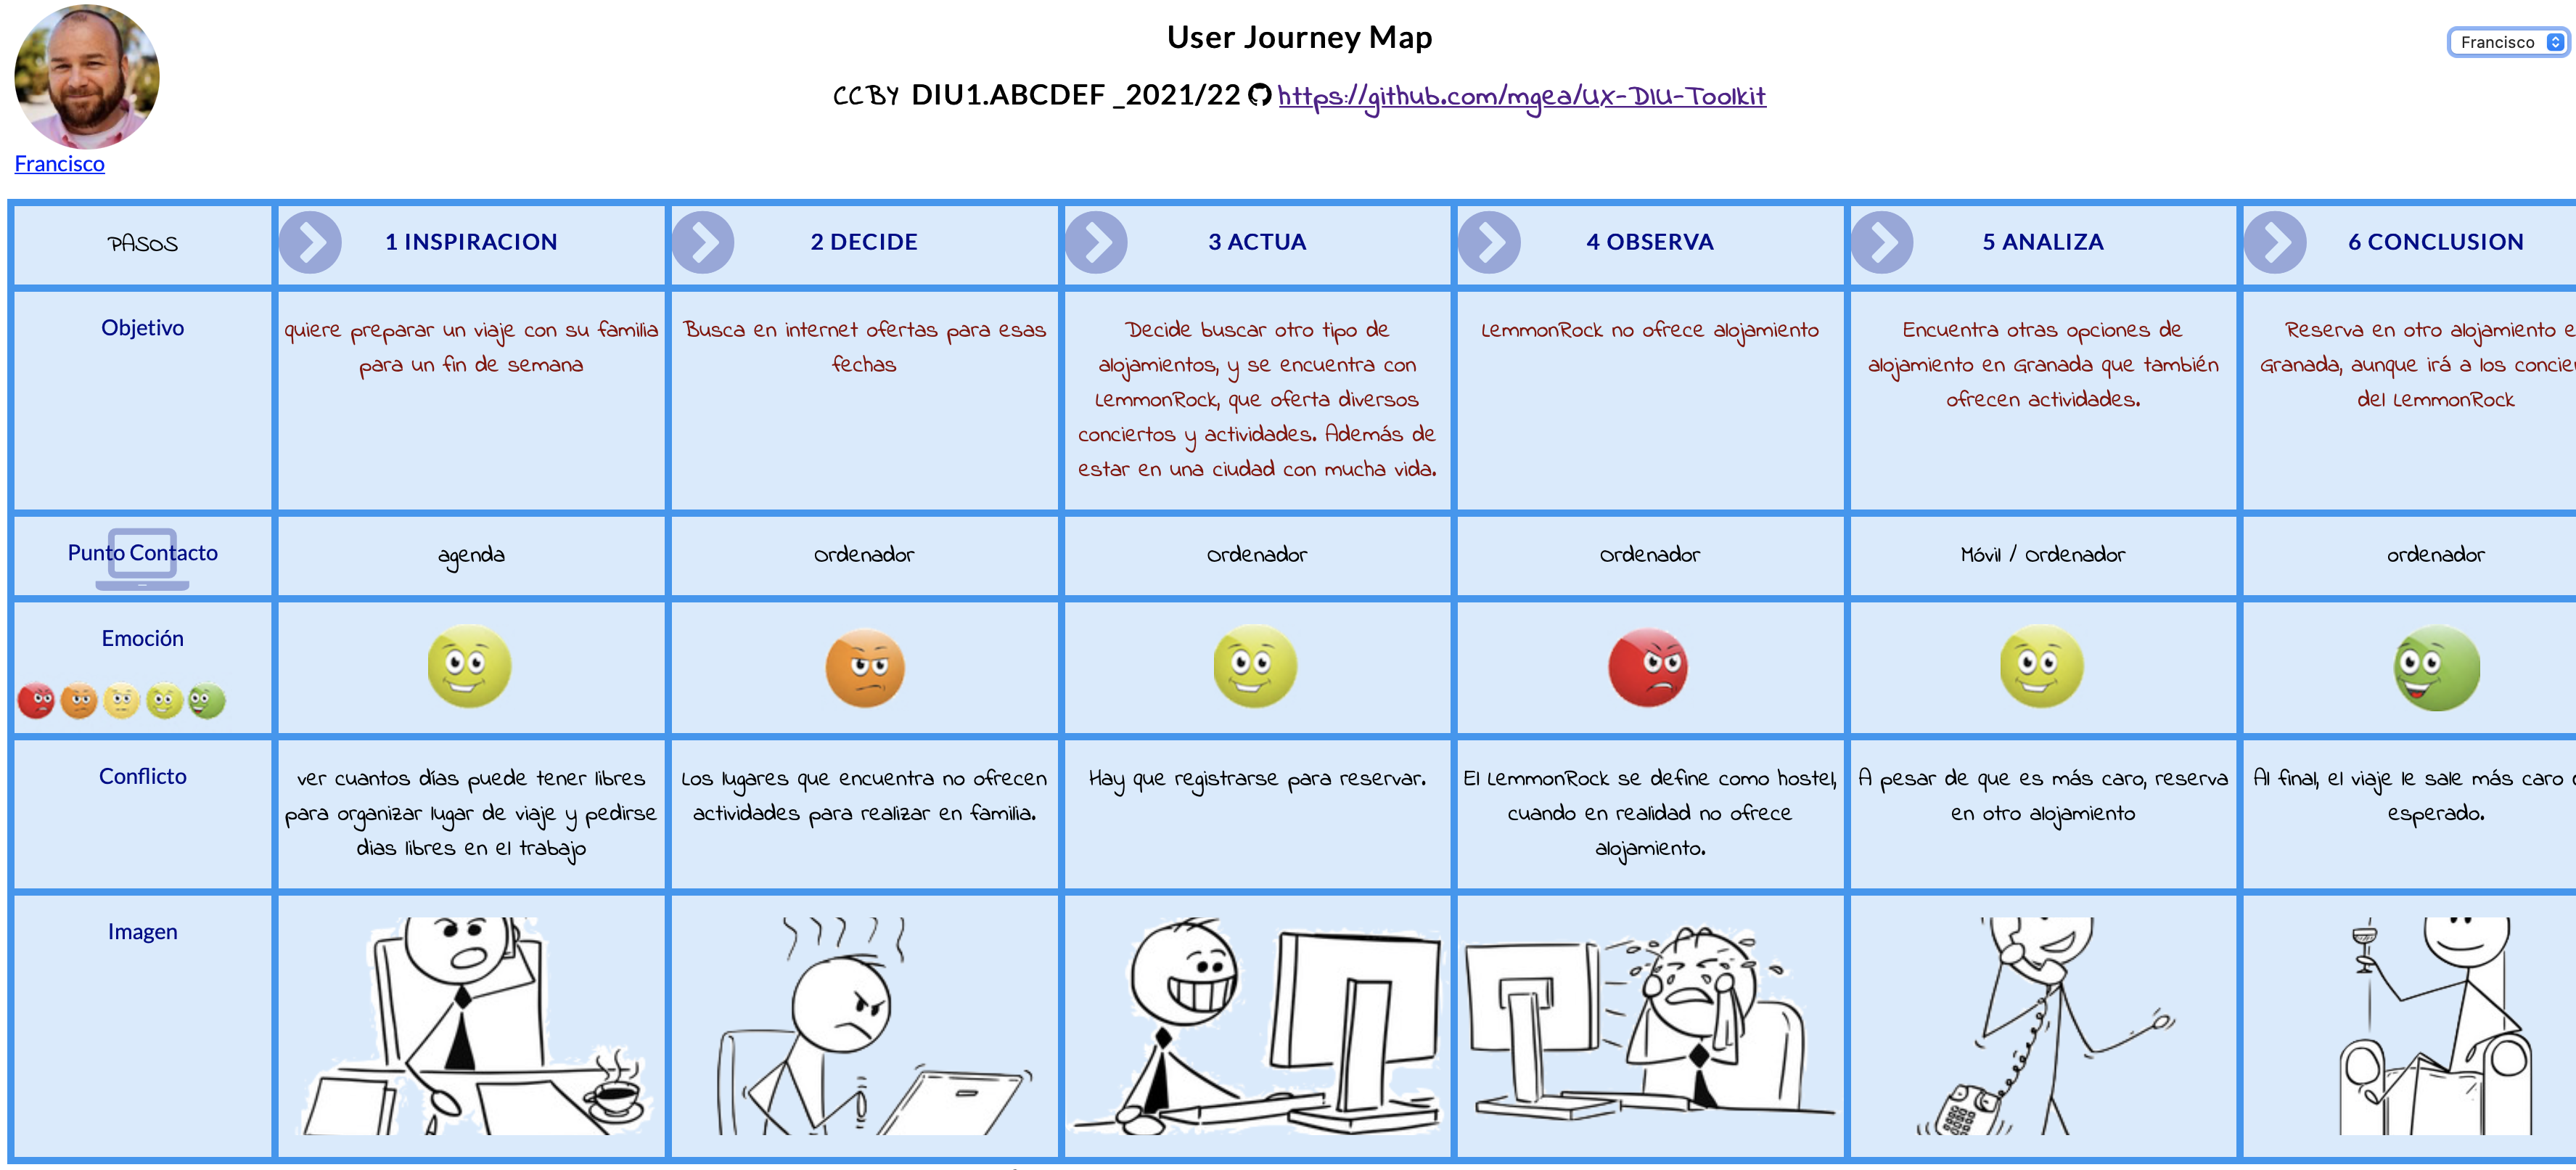 User Journey Map
Francisco
CCBY DIU1.ABCDEF _2021/22 https://github.com/mgea/UX-DIU-Toolkit
Francisco
PASOS
1 INSPIRACION
2 DECIDE
3 ACTUA
4 OBSERVA
5 ANALIZA
6 CONCLUSION
Objetivo
quiere preparar un viaje con su familia
para un fin de semana
Busca en internet ofertas para esas
fechas
Decide buscar otro tipo de
alojamientos, y se encuentra con
LemmonRock, que oferta diversos
conciertos y actividades. Además de
estar en una ciudad con mucha vida.
LemmonRock no ofrece alojamiento
Encuentra otras opciones de
alojamiento en Granada que también
ofrecen actividades.
Reserva en otro alojamiento
Granada, aunque irá a los
del LemmonRock
Punto Contacto
agenda
Ordenador
Ordenador
Ordenador
Móvil / Ordenador
ordenador
Emoción
Conflicto
ver cuantos días puede tener libres
para organizar lugar de viaje y pedirse
dias libres en el trabajo
Los lugares que encuentra no ofrecen
actividades para realizar en familia.
Hay que registrarse para reservar.
El LemmonRock se define como hostel,
cuando en realidad no ofrece
alojamiento.
A pesar de que es más caro, reserva
en otro alojamiento
Al final, el viaje le sale más caro
esperado.
Imagen